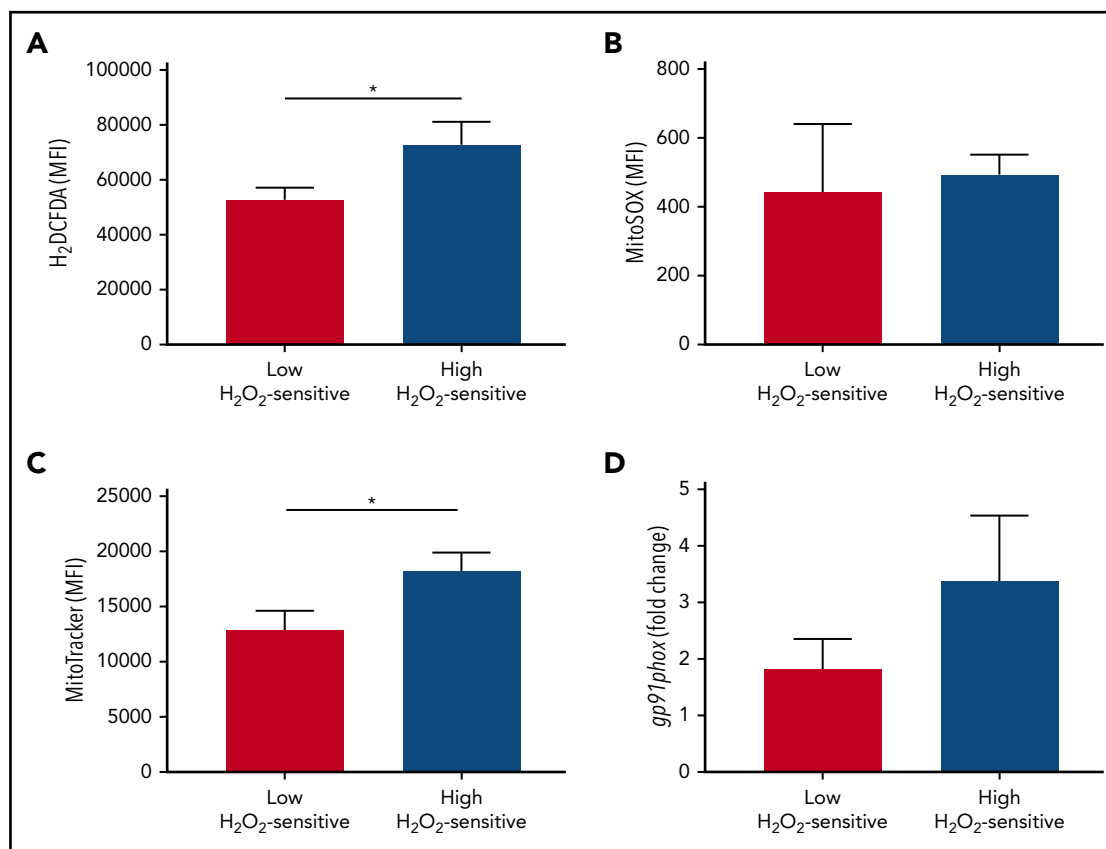 A
H₂DCFDA (MFI)
100000
80000
60000
40000
20000
0
*
Low
H₂O₂-sensitive
High
H₂O₂-sensitive
B
MitoSOX (MFI)
800
600
400
200
0
Low
H₂O₂-sensitive
High
H₂O₂-sensitive
C
MitoTracker (MFI)
25000
20000
15000
10000
5000
0
*
Low
H₂O₂-sensitive
High
H₂O₂-sensitive
D
gp91phox (fold change)
5
4
3
2
1
0
Low
H₂O₂-sensitive
High
H₂O₂-sensitive